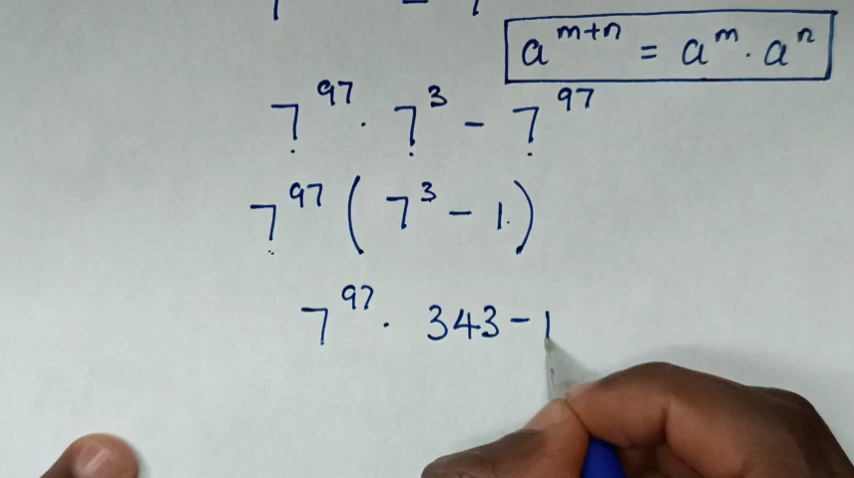 a^{m+n} = a^m · a^n
7^{97} · 7^3 - 7^{97}
7^{97} ( 7^3 - 1 )
7^{97} · 343 - 1